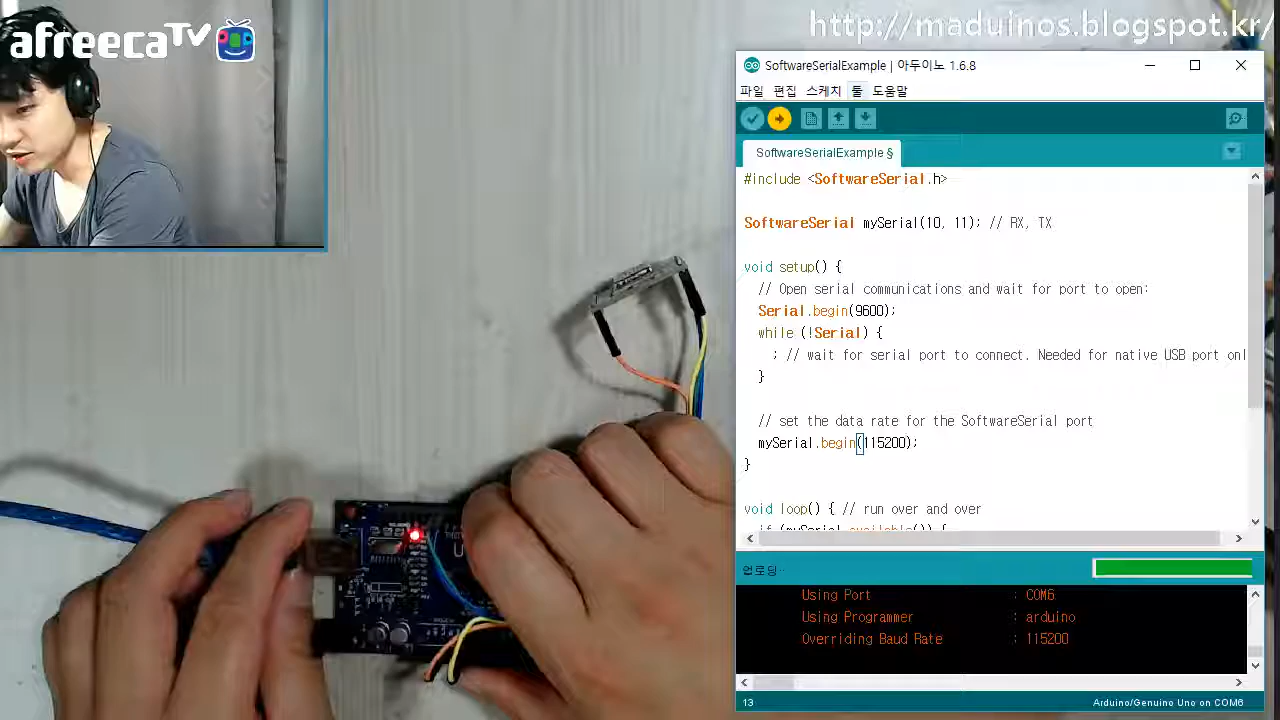 http://maduinos.blogspot.kr/
afreecaTV
SoftwareSerialExample | 아두이노 1.6.8
파일 편집 스케치 툴 도움말
SoftwareSerialExample §
#include <SoftwareSerial.h>
SoftwareSerial mySerial(10, 11); // RX, TX
void setup() {
// Open serial communications and wait for port to open:
Serial.begin(9600);
while (!Serial) {
; // wait for serial port to connect. Needed for native USB port onl
}
// set the data rate for the SoftwareSerial port
mySerial.begin(115200);
}
void loop() { // run over and over
if (mySerial.available()) {
업로딩...
Using Port : COM6
Using Programmer : arduino
Overriding Baud Rate : 115200
13
Arduino/Genuino Uno on COM6